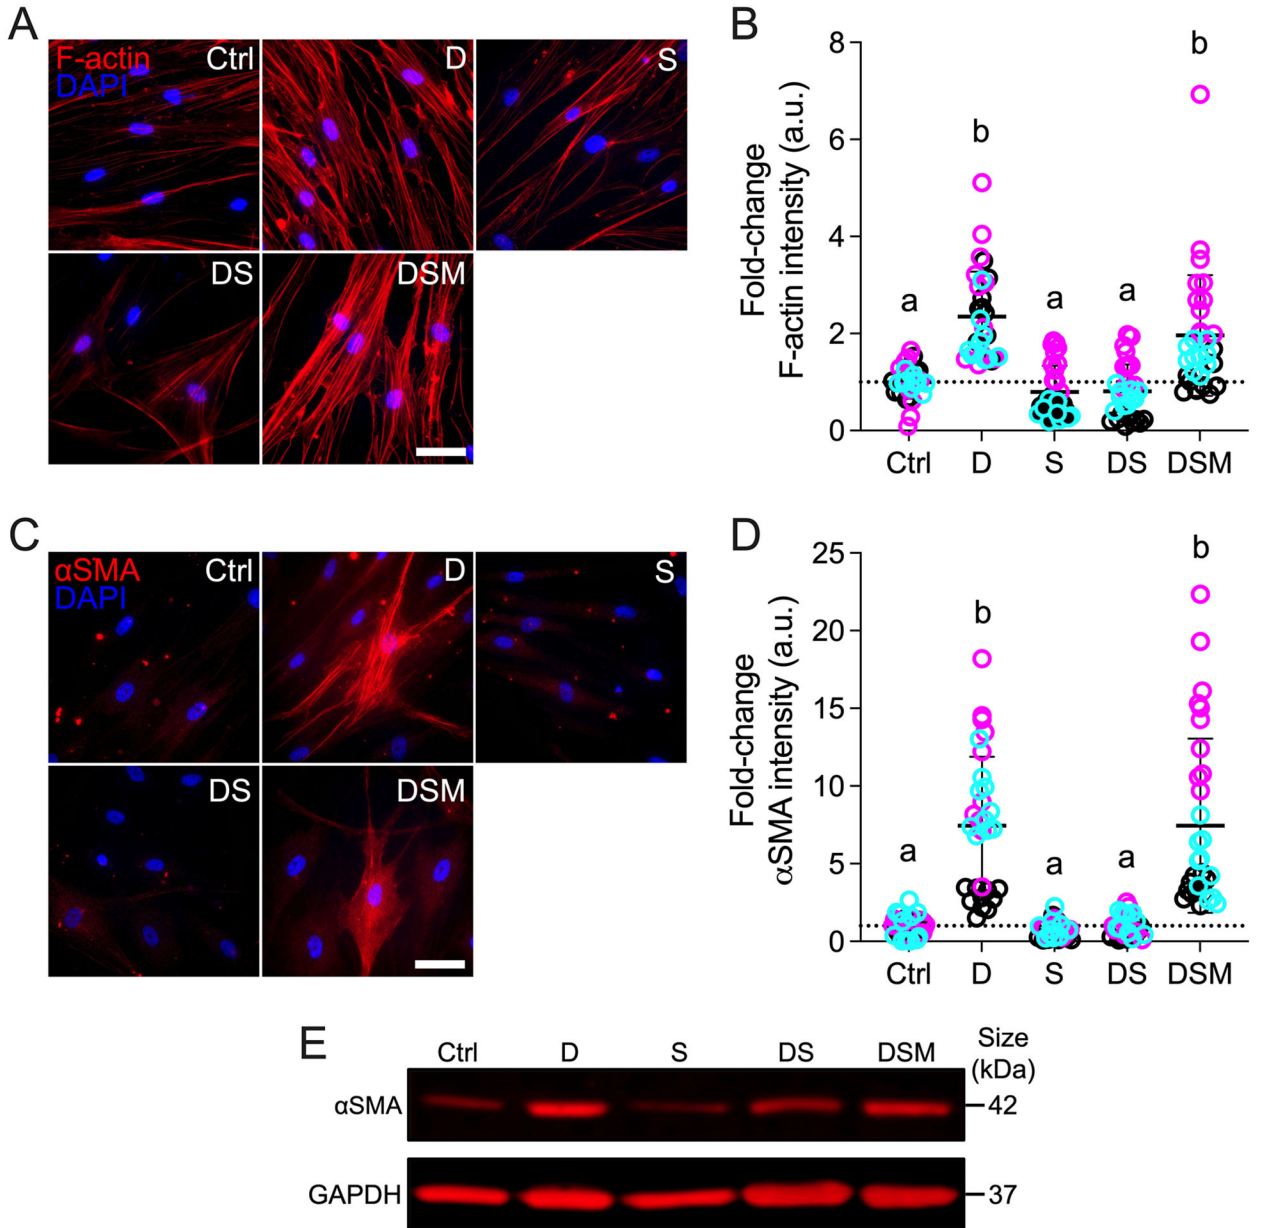 A
F-actin
DAPI
Ctrl
D
S
DS
DSM
B
Fold-change
F-actin intensity (a.u.)
8
6
4
2
0
a
b
a
a
b
Ctrl
D
S
DS
DSM
C
αSMA
DAPI
Ctrl
D
S
DS
DSM
D
Fold-change
αSMA intensity (a.u.)
25
20
15
10
5
0
a
b
a
a
b
Ctrl
D
S
DS
DSM
E
Ctrl
D
S
DS
DSM
Size
(kDa)
αSMA
42
GAPDH
37